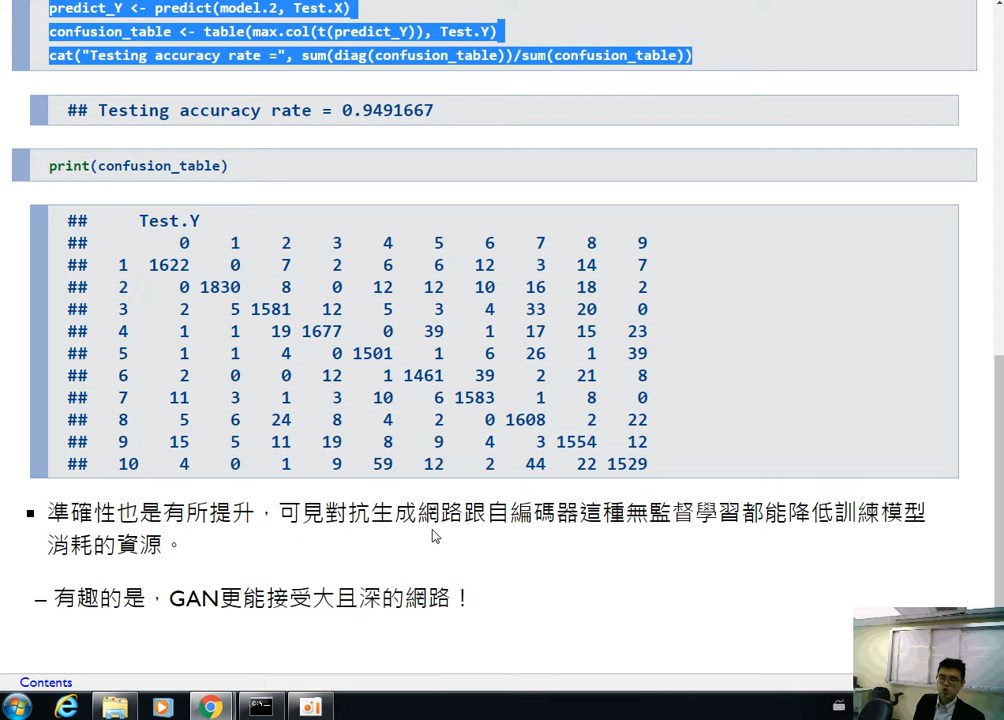 predict_Y <- predict(model.2, Test.X)
confusion_table <- table(max.col(t(predict_Y)), Test.Y)
cat("Testing accuracy rate =", sum(diag(confusion_table))/sum(confusion_table))
## Testing accuracy rate = 0.9491667
print(confusion_table)
##     Test.Y
##         0    1    2    3    4    5    6    7    8    9
##   1  1622    0    7    2    6    6   12    3   14    7
##   2     0 1830    8    0   12   12   10   16   18    2
##   3     2    5 1581   12    5    3    4   33   20    0
##   4     1    1   19 1677    0   39    1   17   15   23
##   5     1    1    4    0 1501    1    6   26    1   39
##   6     2    0    0   12    1 1461   39    2   21    8
##   7    11    3    1    3   10    6 1583    1    8    0
##   8     5    6   24    8    4    2    0 1608    2   22
##   9    15    5   11   19    8    9    4    3 1554   12
##   10    4    0    1    9   59   12    2   44   22 1529
▪ 準確性也是有所提升，可見對抗生成網路跟自編碼器這種無監督學習都能降低訓練模型
消耗的資源。
– 有趣的是，GAN更能接受大且深的網路！
Contents